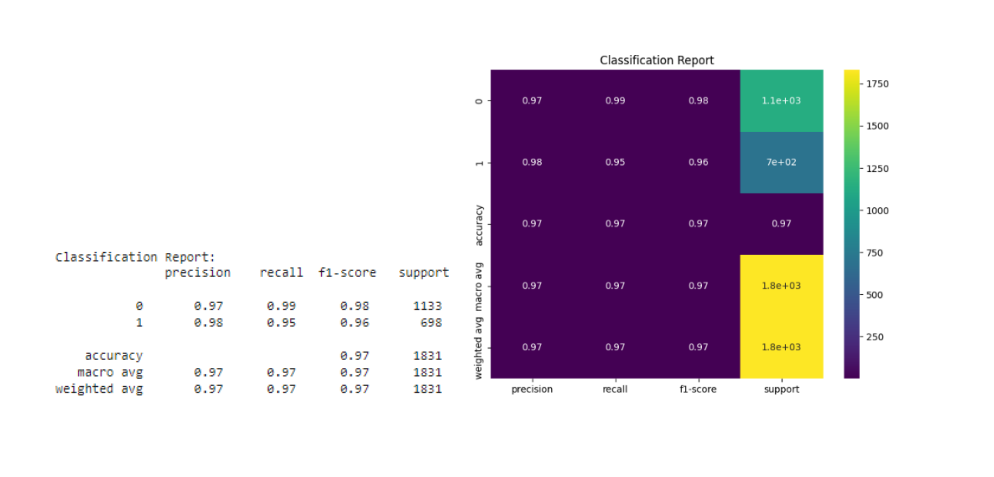 Classification Report:
precision recall f1-score support
0 0.97 0.99 0.98 1133
1 0.98 0.95 0.96 698
accuracy 0.97 1831
macro avg 0.97 0.97 0.97 1831
weighted avg 0.97 0.97 0.97 1831
Classification Report
0 0.97 0.99 0.98 1.1e+03
1 0.98 0.95 0.96 7e+02
accuracy 0.97 0.97 0.97 0.97
macro avg 0.97 0.97 0.97 1.8e+03
weighted avg 0.97 0.97 0.97 1.8e+03
precision recall f1-score support
1750
1500
1250
1000
750
500
250